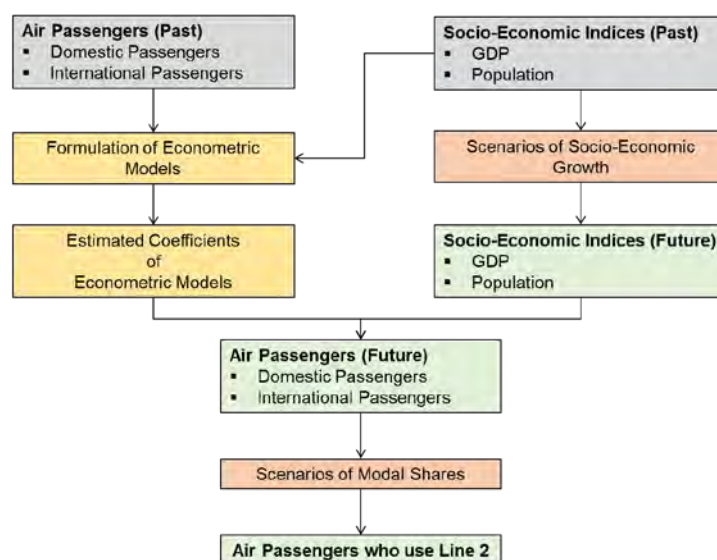 Air Passengers (Past)
▪ Domestic Passengers
▪ International Passengers
Socio-Economic Indices (Past)
▪ GDP
▪ Population
Formulation of Econometric
Models
Scenarios of Socio-Economic
Growth
Estimated Coefficients
of
Econometric Models
Socio-Economic Indices (Future)
▪ GDP
▪ Population
Air Passengers (Future)
▪ Domestic Passengers
▪ International Passengers
Scenarios of Modal Shares
Air Passengers who use Line 2